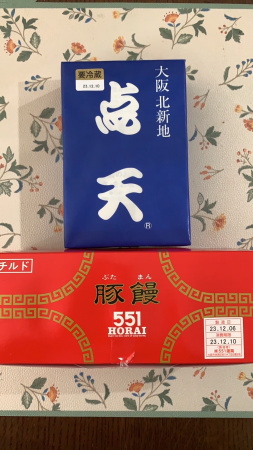 要冷蔵
大阪 北新地
点天
®
チルド
ぶた まん
豚饅
551
HORAI
23.12.06
23.12.10